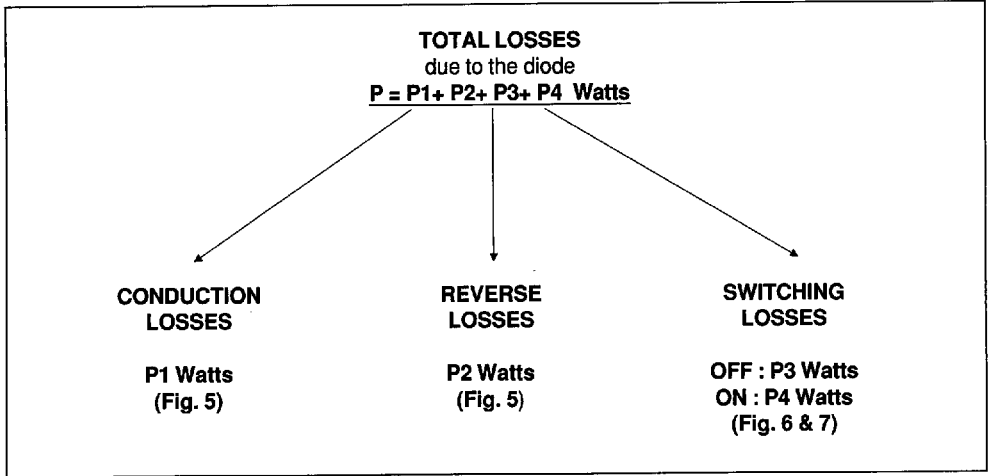 TOTAL LOSSES
due to the diode
P = P1+ P2+ P3+ P4 Watts
CONDUCTION
LOSSES
P1 Watts
(Fig. 5)
REVERSE
LOSSES
P2 Watts
(Fig. 5)
SWITCHING
LOSSES
OFF : P3 Watts
ON : P4 Watts
(Fig. 6 & 7)